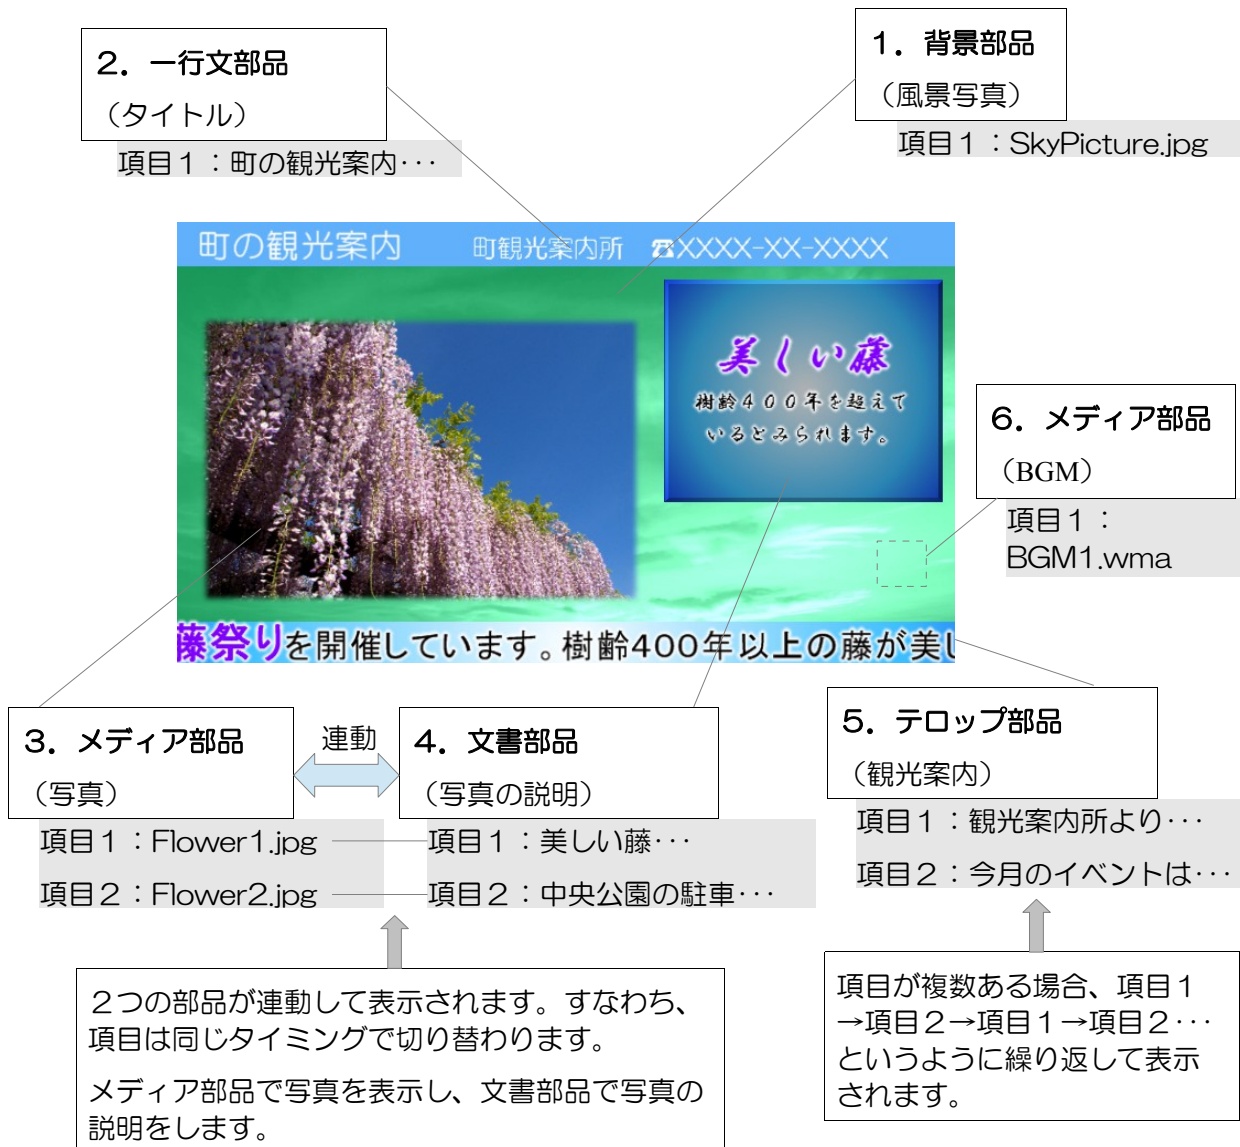 2．一行文部品
（タイトル）
項目１：町の観光案内･･･
1．背景部品
（風景写真）
項目１：SkyPicture.jpg
町の観光案内 町観光案内所 ☎XXXX-XX-XXXX
美しい藤
樹齢４００年を超えて
いるとみられます。
藤祭りを開催しています。樹齢400年以上の藤が美し
6．メディア部品
（BGM）
項目１：
BGM1.wma
3．メディア部品
（写真）
項目１：Flower1.jpg
項目２：Flower2.jpg
連動
4．文書部品
（写真の説明）
項目１：美しい藤･･･
項目２：中央公園の駐車･･･
5．テロップ部品
（観光案内）
項目１：観光案内所より･･･
項目２：今月のイベントは･･･
２つの部品が連動して表示されます。すなわち、
項目は同じタイミングで切り替わります。
メディア部品で写真を表示し、文書部品で写真の
説明をします。
項目が複数ある場合、項目１
→項目２→項目１→項目２･･･
というように繰り返して表示
されます。